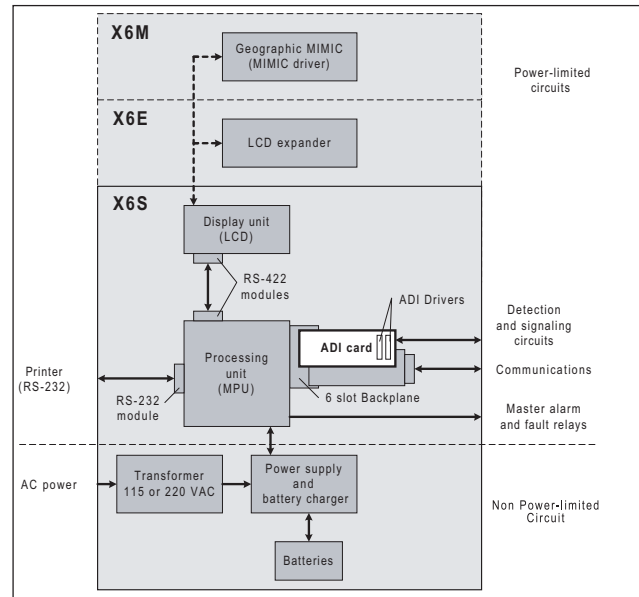 X6M
Geographic MIMIC
(MIMIC driver)
Power-limited
circuits
X6E
LCD expander
X6S
Display unit
(LCD)
RS-422
modules
ADI Drivers
Detection
and signaling
circuits
ADI card
Processing
unit
(MPU)
Communications
Printer
(RS-232)
RS-232
module
6 slot Backplane
Master alarm
and fault relays
AC power
Transformer
115 or 220 VAC
Power supply
and
battery charger
Non Power-limited
Circuit
Batteries